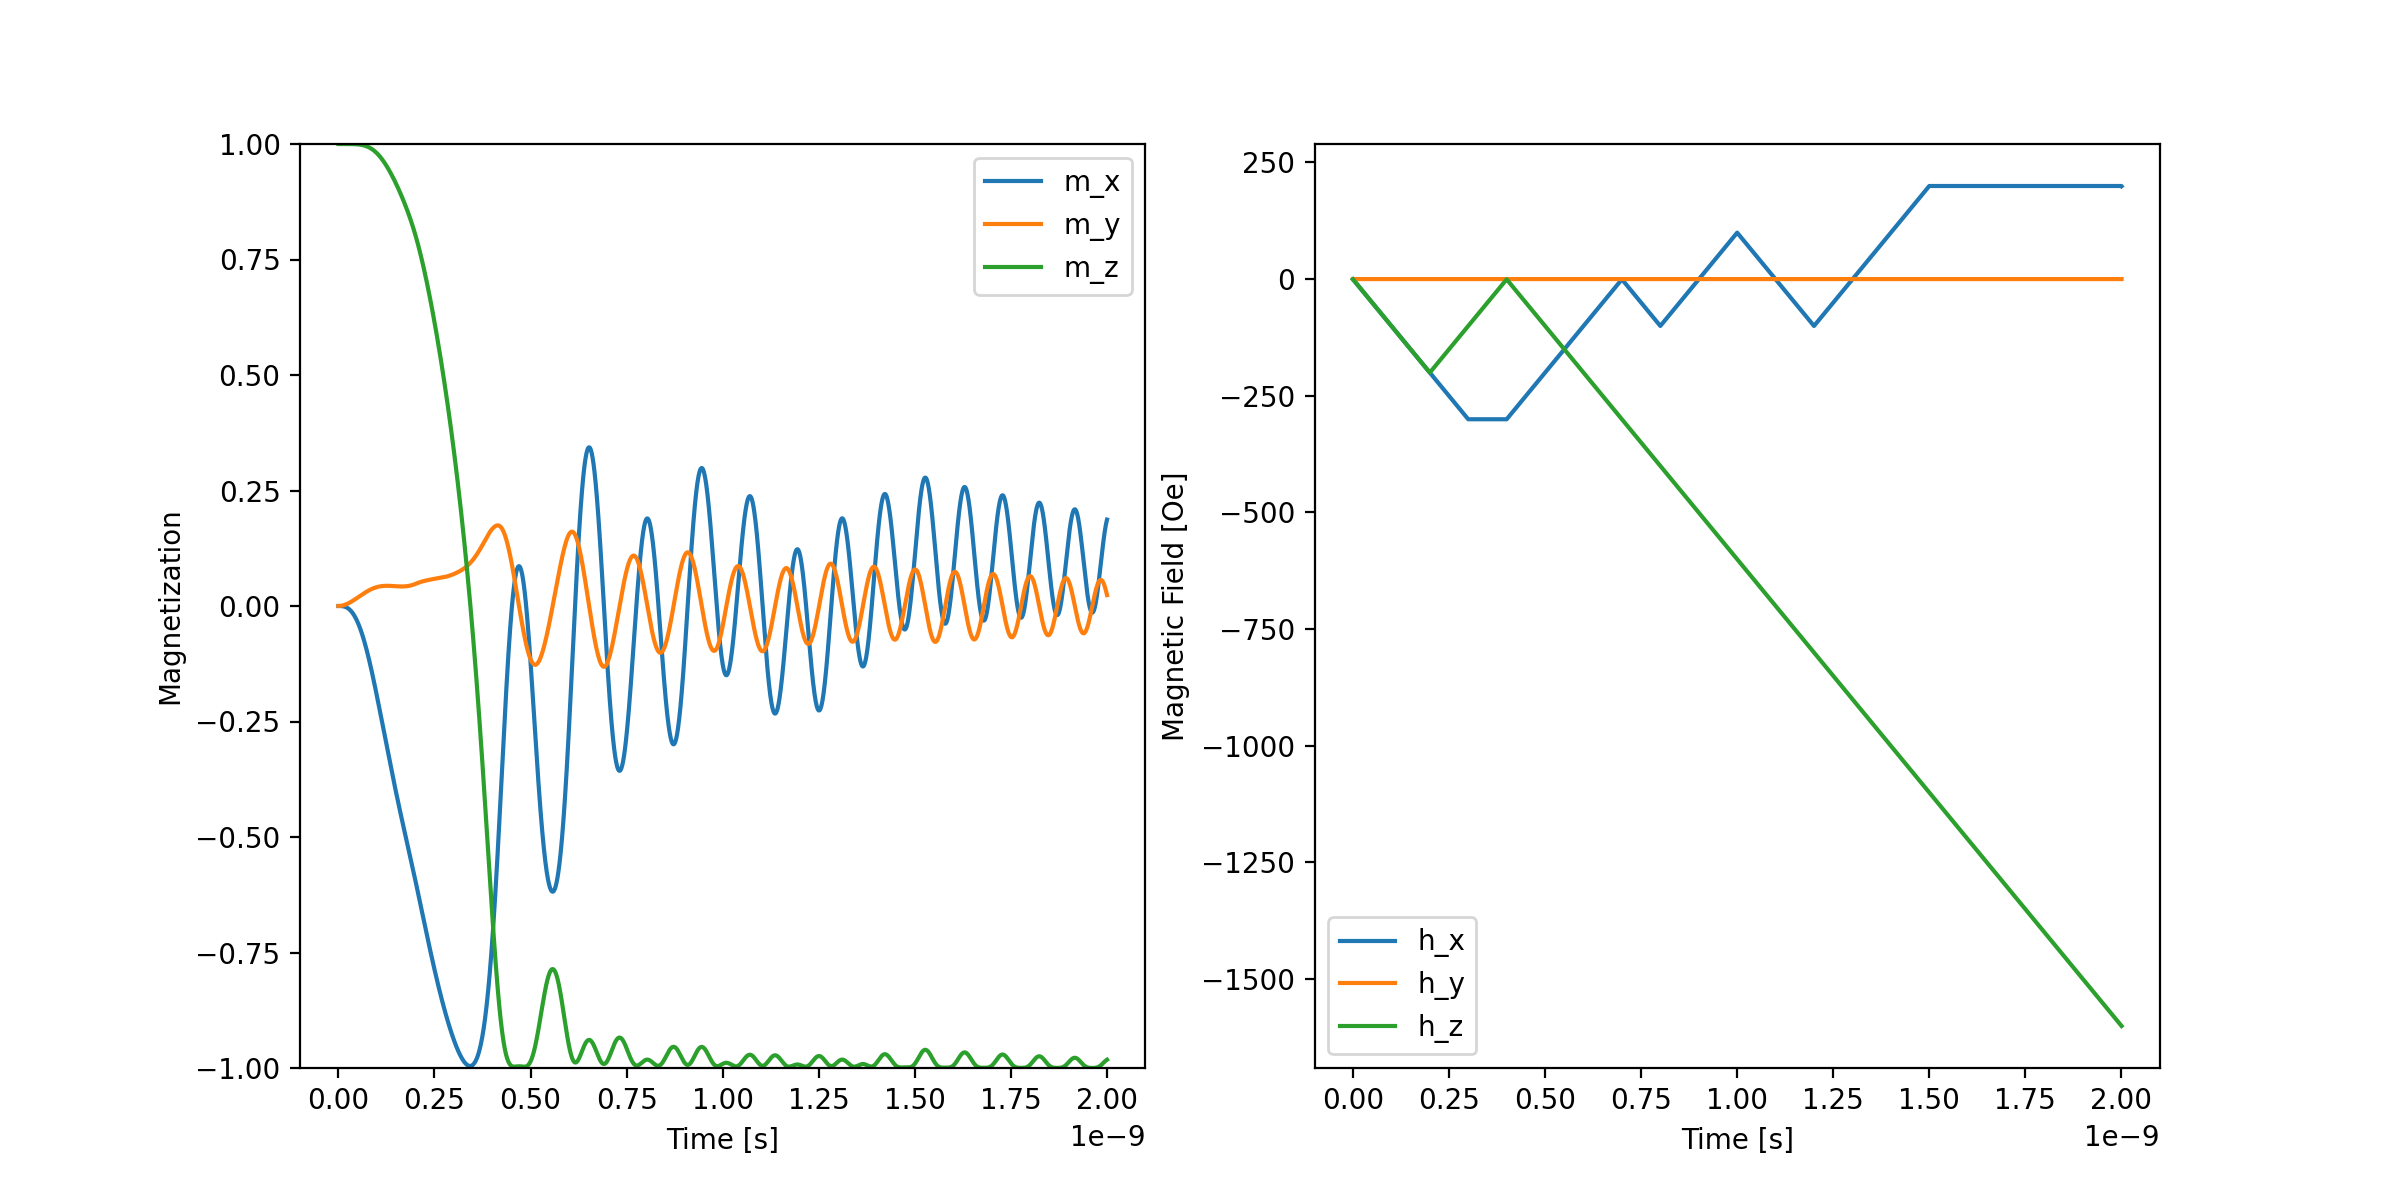 Magnetization
1.00
0.75
0.50
0.25
0.00
−0.25
−0.50
−0.75
−1.00
m_x
m_y
m_z
0.00 0.25 0.50 0.75 1.00 1.25 1.50 1.75 2.00
Time [s]
1e−9
Magnetic Field [Oe]
250
0
−250
−500
−750
−1000
−1250
−1500
h_x
h_y
h_z
0.00 0.25 0.50 0.75 1.00 1.25 1.50 1.75 2.00
Time [s]
1e−9